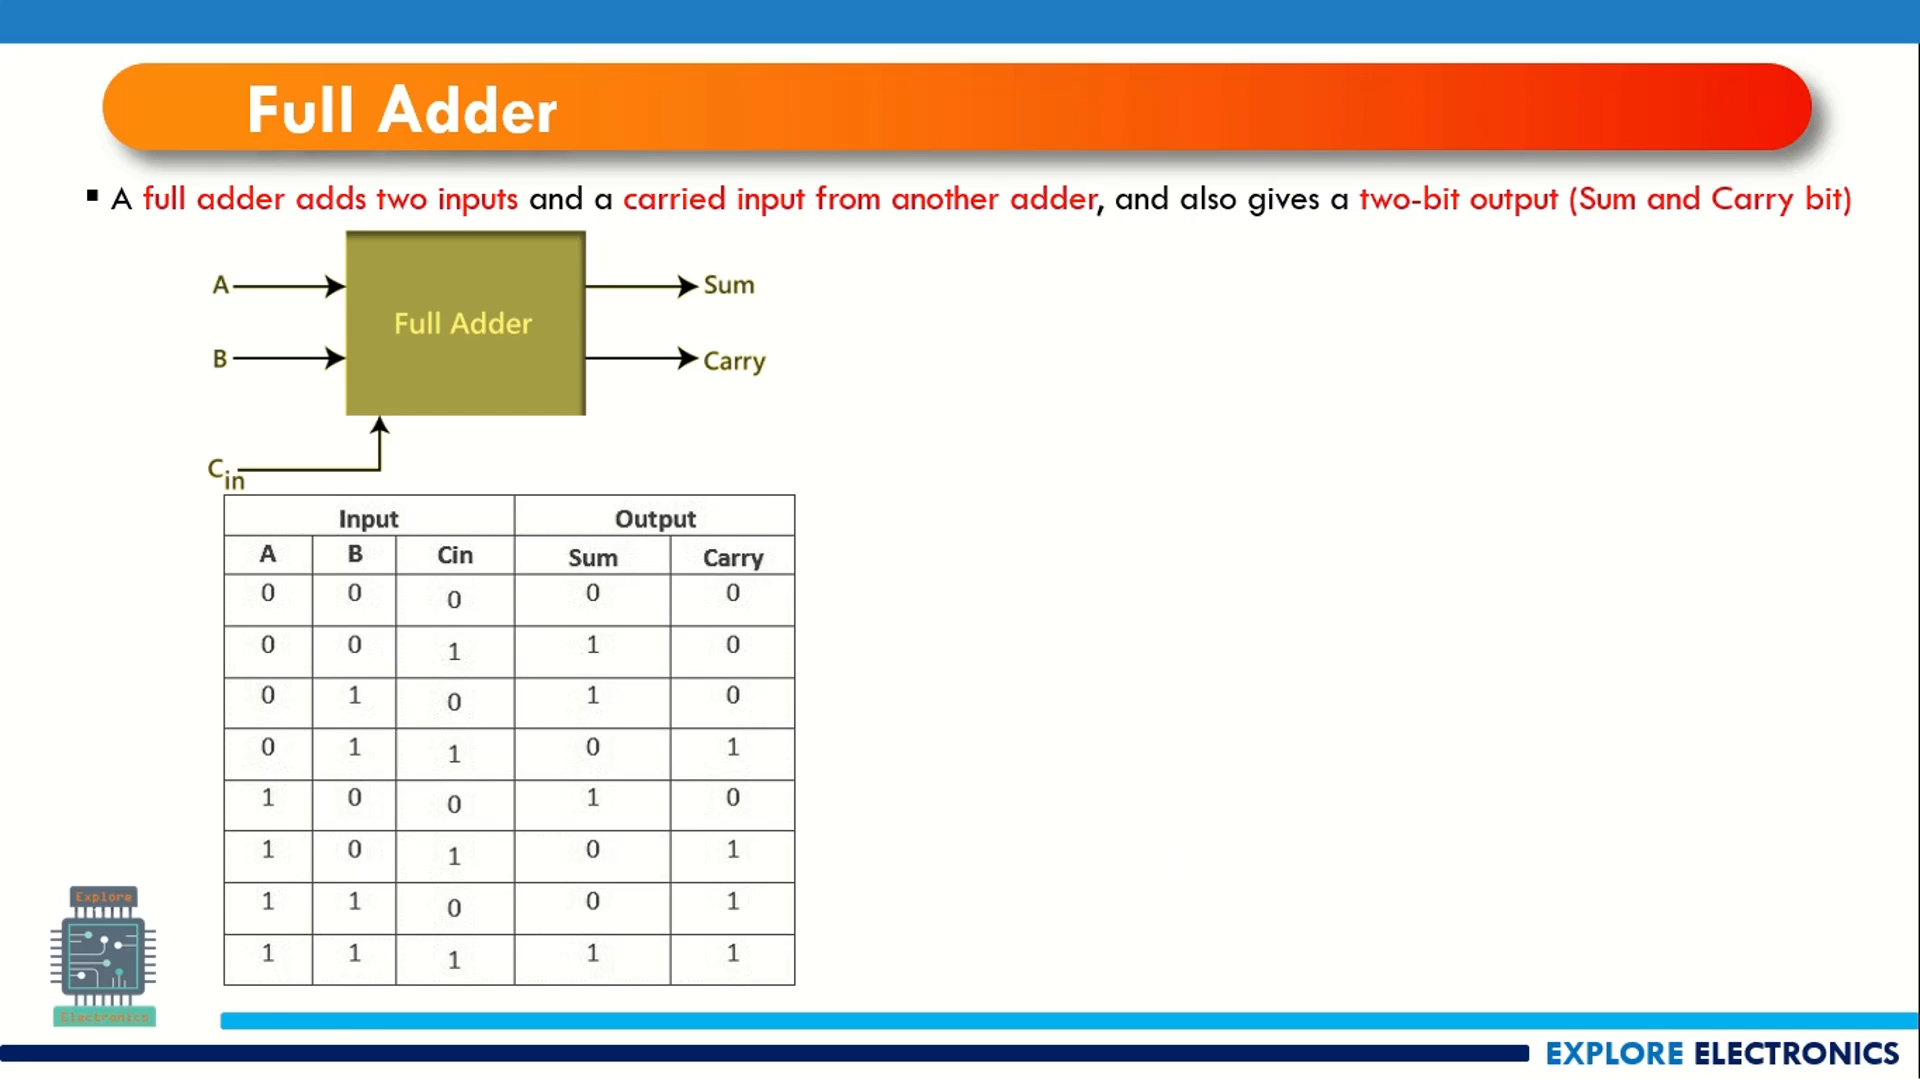 Full Adder
▪ A full adder adds two inputs and a carried input from another adder, and also gives a two-bit output (Sum and Carry bit)
A Full Adder Sum
B Carry
Cin
Input Output
A B Cin Sum Carry
0 0 0 0 0
0 0 1 1 0
0 1 0 1 0
0 1 1 0 1
1 0 0 1 0
1 0 1 0 1
1 1 0 0 1
1 1 1 1 1
Explore
Electronics
EXPLORE ELECTRONICS